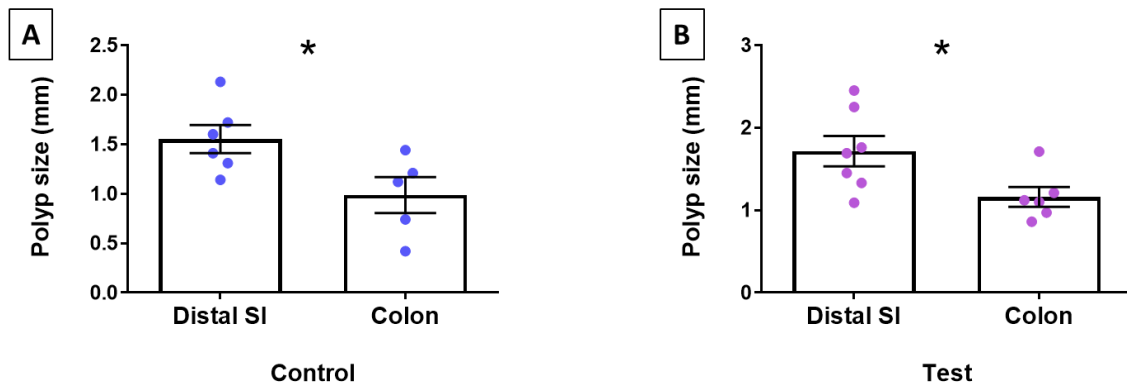 A
*
2.5
2.0
1.5
1.0
0.5
0.0
Polyp size (mm)
Distal SI
Colon
Control
B
*
3
2
1
0
Polyp size (mm)
Distal SI
Colon
Test